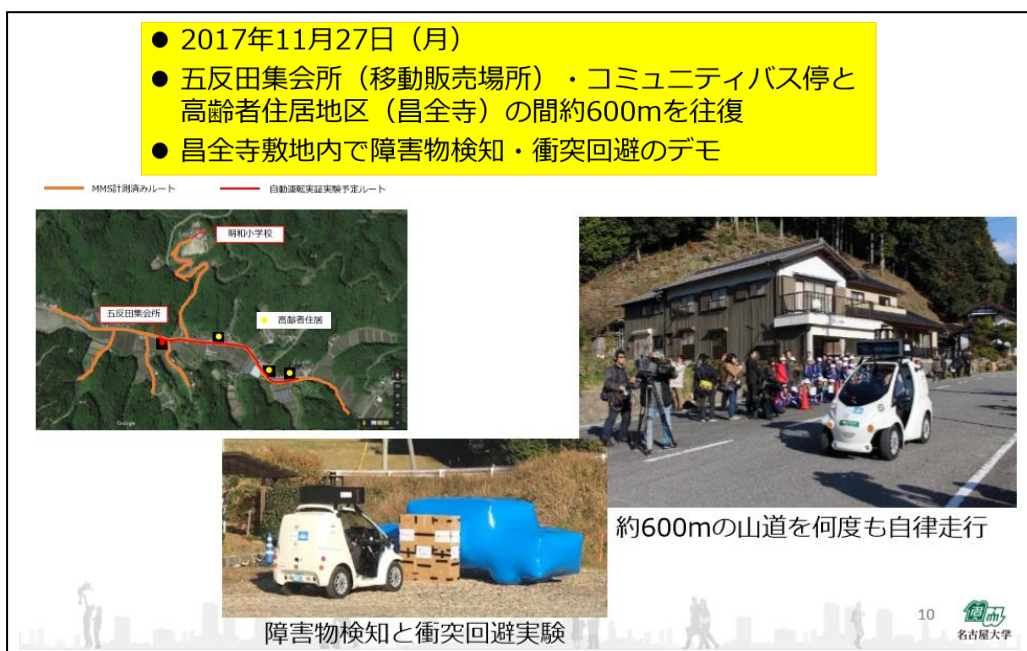 ● 2017年11月27日（月）
● 五反田集会所（移動販売場所）・コミュニティバス停と
高齢者住居地区（昌全寺）の間約600mを往復
● 昌全寺敷地内で障害物検知・衝突回避のデモ
MMS計測済みルート
自動運転実証実験予定ルート
明和小学校
五反田集会所
高齢者住居
Google
約600mの山道を何度も自律走行
障害物検知と衝突回避実験
10
名古屋大学